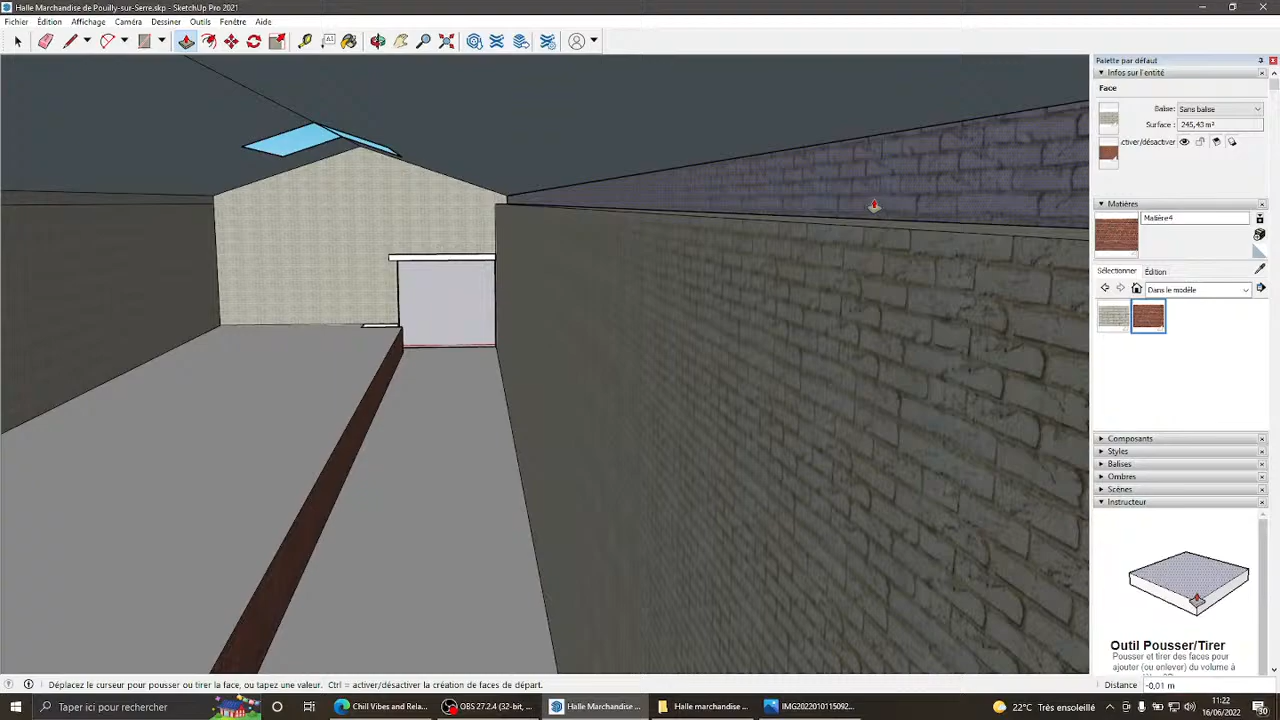 Halle Marchandise de Pouilly-sur-Serre.skp - SketchUp Pro 2021
Fichier Édition Affichage Caméra Dessiner Outils Fenêtre Aide
Palette par défaut
Infos sur l'entité
Face
Balise: Sans balise
Surface : 245,43 m²
.ctiver/désactiver
Matières
Matière4
Sélectionner Édition
Dans le modèle
Composants
Styles
Balises
Ombres
Scènes
Instructeur
Outil Pousser/Tirer
Pousser et tirer des faces pour
ajouter (ou enlever) du volume à
Déplacez le curseur pour pousser ou tirer la face, ou tapez une valeur. Ctrl = activer/désactiver la création de faces de départ.
Distance -0,01 m
Taper ici pour rechercher
Chill Vibes and Rela...
OBS 27.2.4 (32-bit, ...
Halle Marchandise ...
Halle marchandise ...
IMG2022010115092...
22°C Très ensoleillé
11:22
16/06/2022